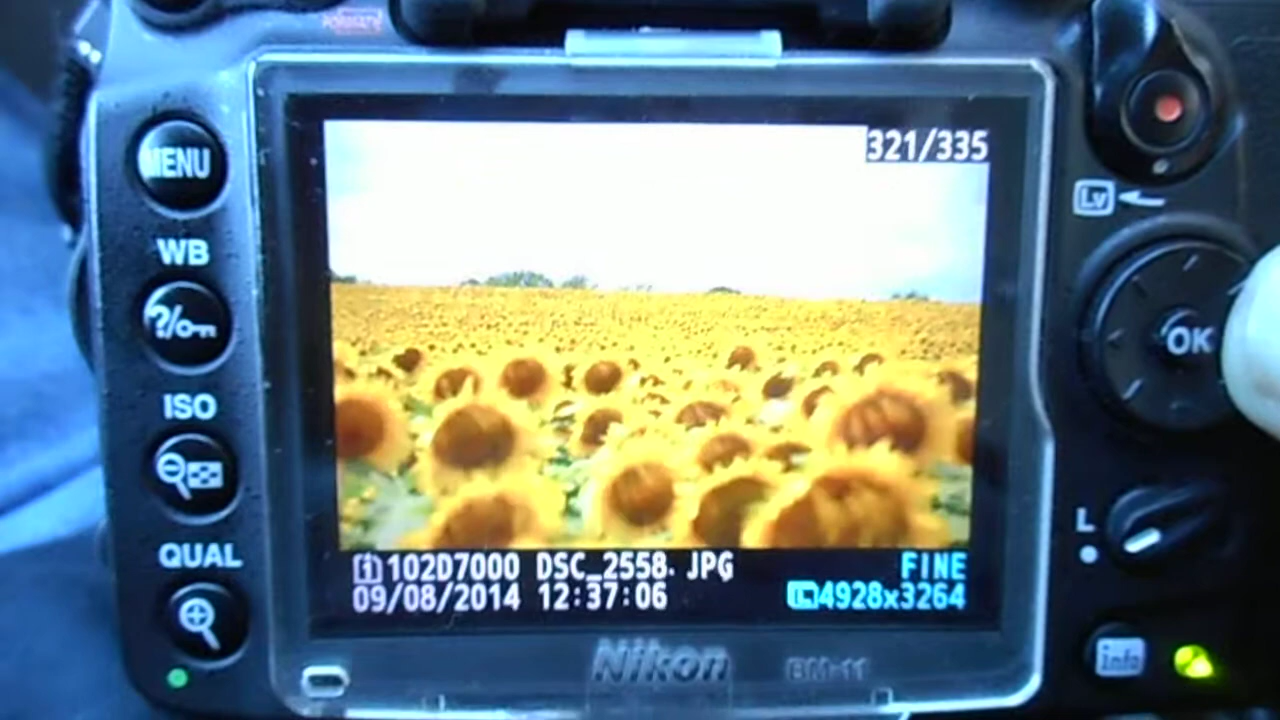 MENU
WB
?/
ISO
QUAL
321/335
[1]102D7000 DSC_2558.JPG
FINE
09/08/2014 12:37:06
L 4928x3264
Nikon
BM-11
Lv
OK
L
info